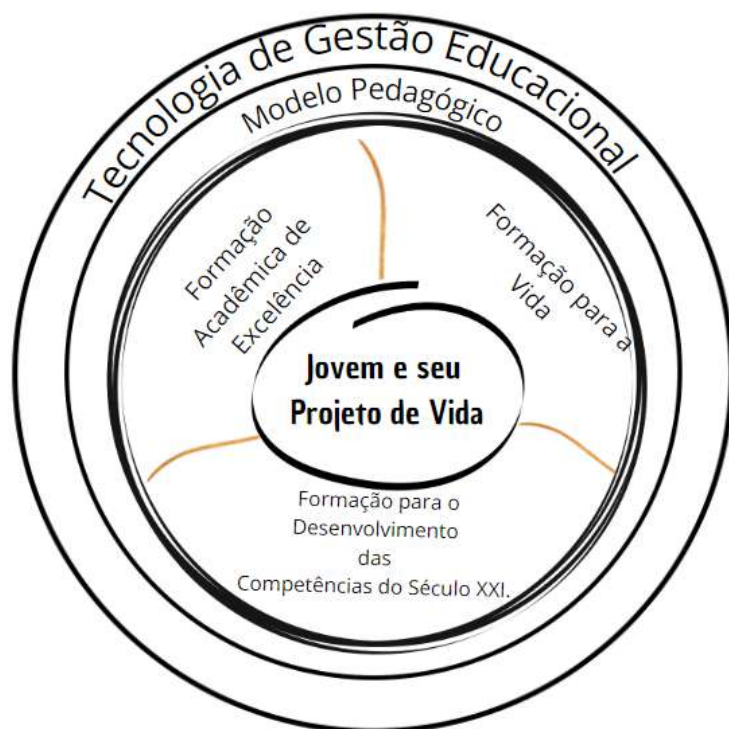 Tecnologia de Gestão Educacional
Modelo Pedagógico
Formação
Acadêmica de
Excelência
Formação para a
Vida
Jovem e seu
Projeto de Vida
Formação para o
Desenvolvimento
das
Competências do Século XXI.